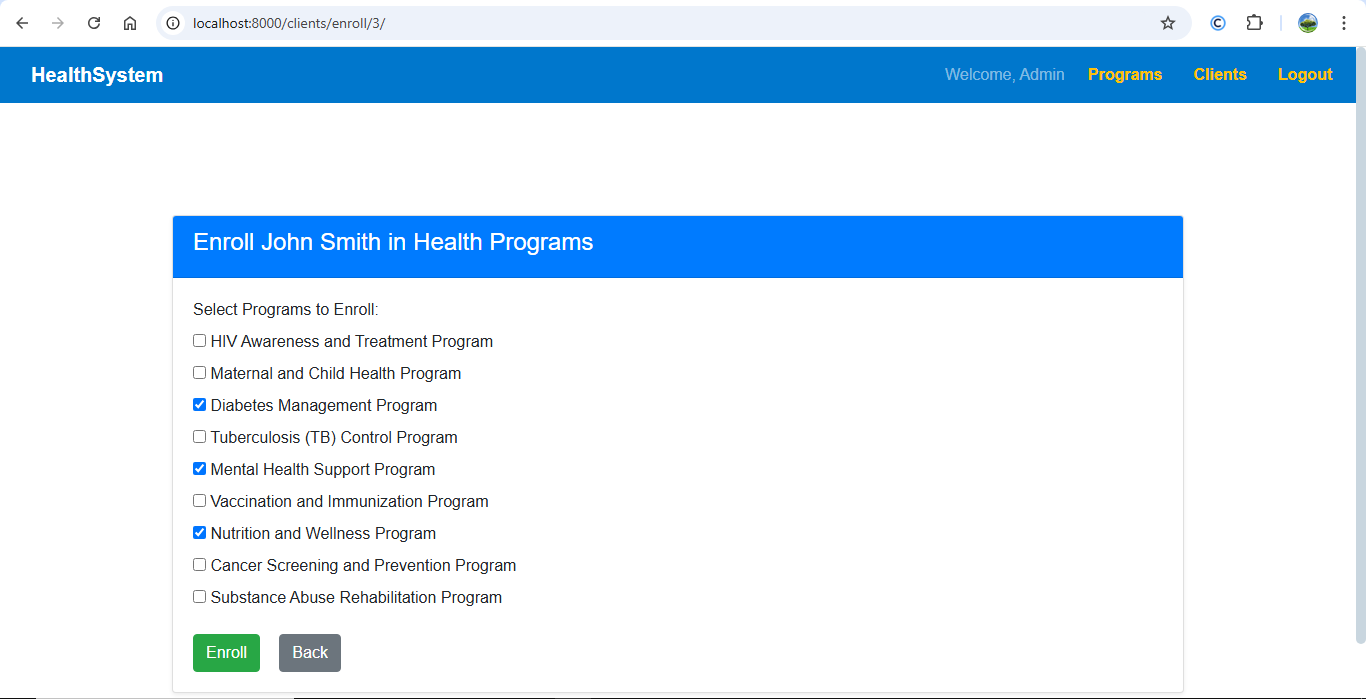 localhost:8000/clients/enroll/3/
HealthSystem Welcome, Admin Programs Clients Logout
Enroll John Smith in Health Programs
Select Programs to Enroll:
HIV Awareness and Treatment Program
Maternal and Child Health Program
Diabetes Management Program
Tuberculosis (TB) Control Program
Mental Health Support Program
Vaccination and Immunization Program
Nutrition and Wellness Program
Cancer Screening and Prevention Program
Substance Abuse Rehabilitation Program
Enroll Back